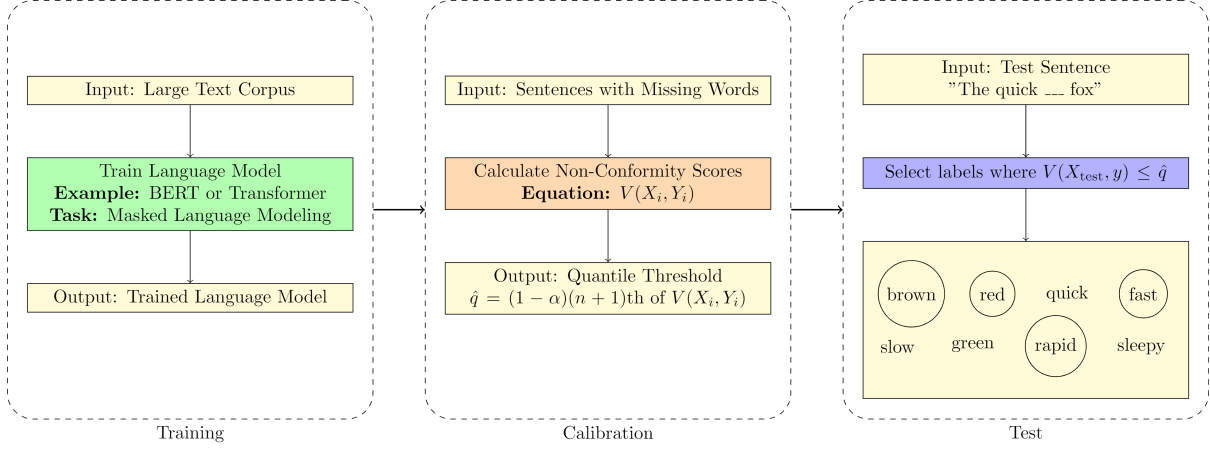 Input: Large Text Corpus
Train Language Model
Example: BERT or Transformer
Task: Masked Language Modeling
Output: Trained Language Model
Training
Input: Sentences with Missing Words
Calculate Non-Conformity Scores
Equation: V(X_i, Y_i)
Output: Quantile Threshold
q̂ = (1 − α)(n + 1)th of V(X_i, Y_i)
Calibration
Input: Test Sentence
"The quick ___ fox"
Select labels where V(X_test, y) ≤ q̂
brown red quick fast
slow green rapid sleepy
Test